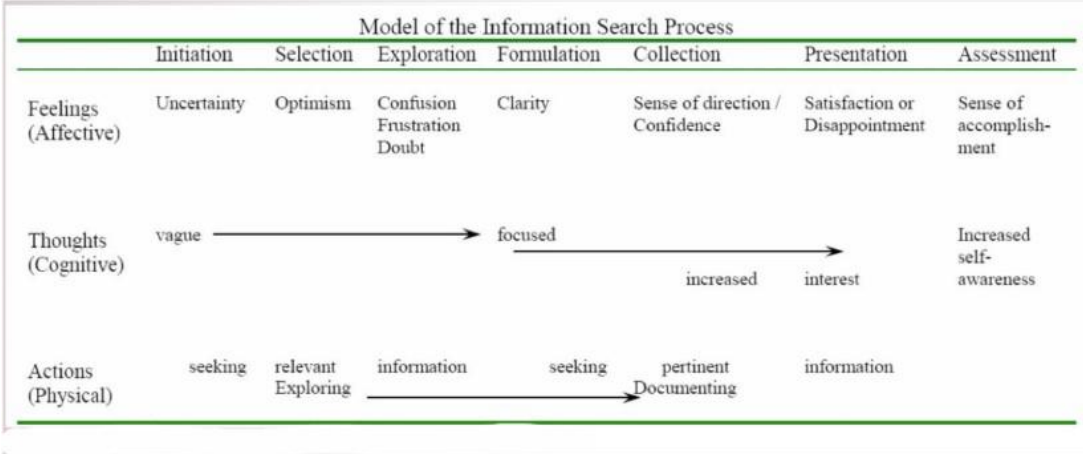 Model of the Information Search Process
Initiation Selection Exploration Formulation Collection Presentation Assessment
Feelings (Affective)
Uncertainty
Optimism
Confusion
Frustration
Doubt
Clarity
Sense of direction /
Confidence
Satisfaction or
Disappointment
Sense of
accomplish-
ment
Thoughts
(Cognitive)
vague
focused
increased interest
Increased
self-
awareness
Actions
(Physical)
seeking relevant information seeking pertinent information
Exploring Documenting